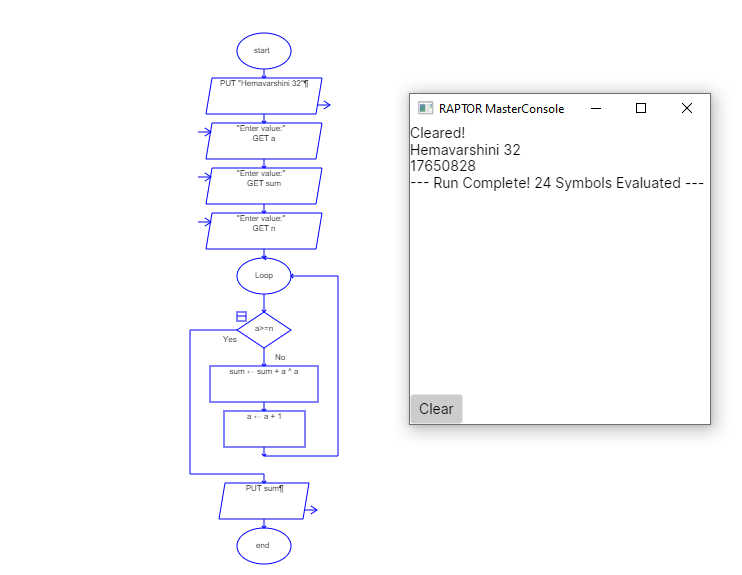 start
PUT "Hemavarshini 32"¶
"Enter value:"
GET a
"Enter value:"
GET sum
"Enter value:"
GET n
Loop
a>=n
Yes
No
sum ← sum + a ^ a
a ← a + 1
PUT sum¶
end
RAPTOR MasterConsole
Cleared!
Hemavarshini 32
17650828
--- Run Complete! 24 Symbols Evaluated ---
Clear